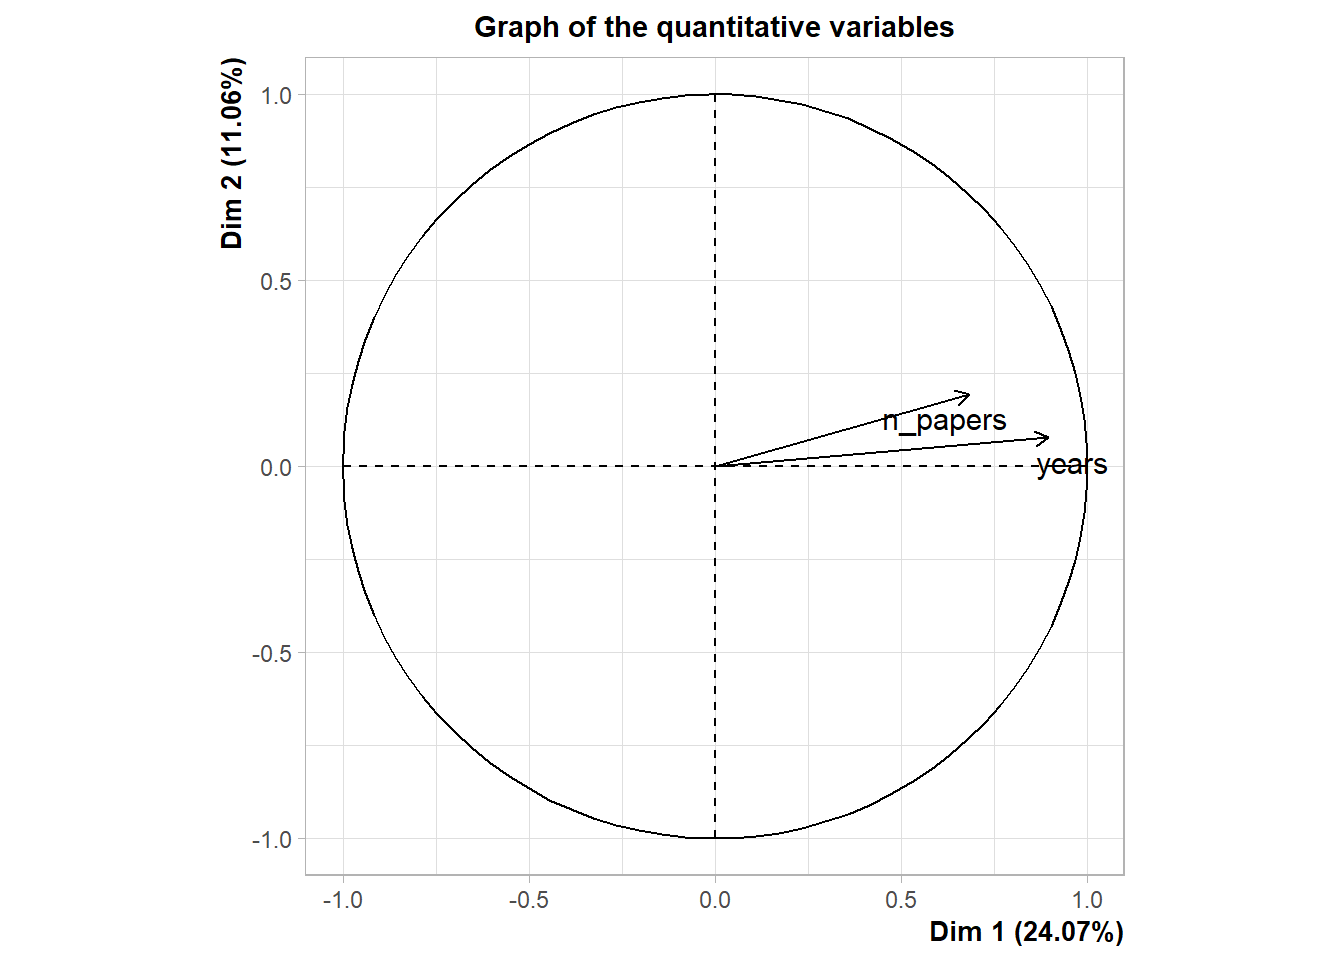 Graph of the quantitative variables
Dim 2 (11.06%)
1.0
0.5
0.0
-0.5
-1.0
n_papers
years
-1.0
-0.5
0.0
0.5
1.0
Dim 1 (24.07%)